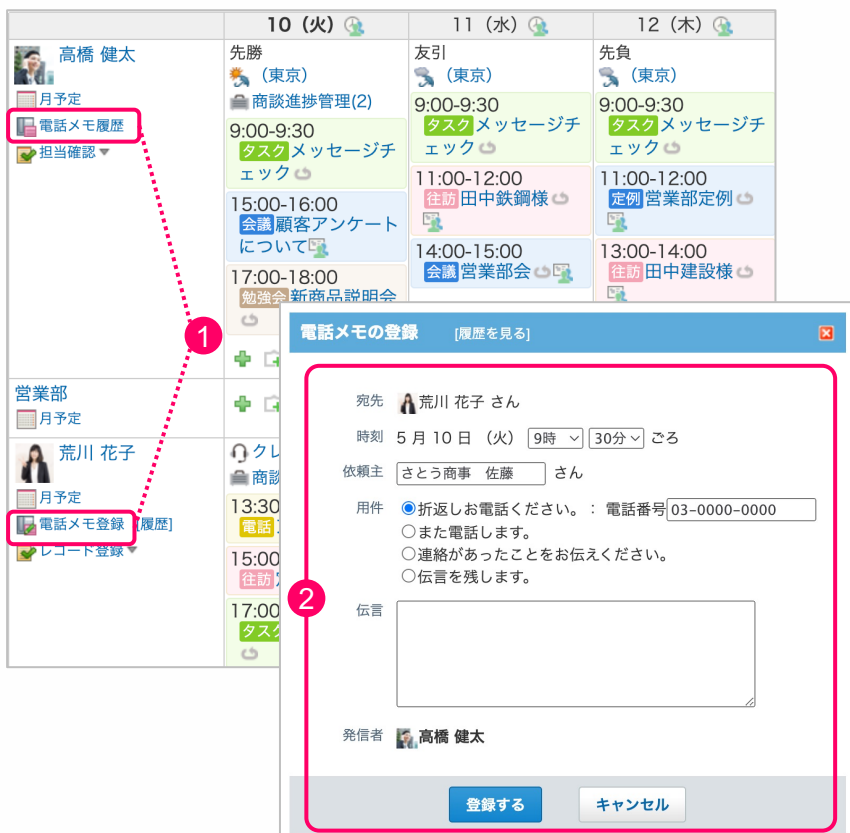 10（火）
11（水）
12（木）
高橋 健太
月予定
電話メモ履歴
担当確認
先勝
（東京）
商談進捗管理(2)
9:00-9:30
タスク メッセージチ
ェック
15:00-16:00
会議 顧客アンケート
について
17:00-18:00
勉強会 新商品説明会
友引
（東京）
9:00-9:30
タスク メッセージチ
ェック
11:00-12:00
往訪 田中鉄鋼様
14:00-15:00
会議 営業部会
先負
（東京）
9:00-9:30
タスク メッセージチ
ェック
11:00-12:00
定例 営業部定例
13:00-14:00
往訪 田中建設様
1
営業部
月予定
荒川 花子
月予定
電話メモ登録 [履歴]
レコード登録
クレ
商談
13:30
電話
15:00
往訪
17:00
タスク
電話メモの登録 [履歴を見る]
宛先 荒川 花子 さん
時刻 5 月 10 日 （火） 9時 30分 ごろ
依頼主 さとう商事 佐藤 さん
用件 折返しお電話ください。： 電話番号 03-0000-0000
また電話します。
連絡があったことをお伝えください。
伝言を残します。
2
伝言
発信者 高橋 健太
登録する キャンセル